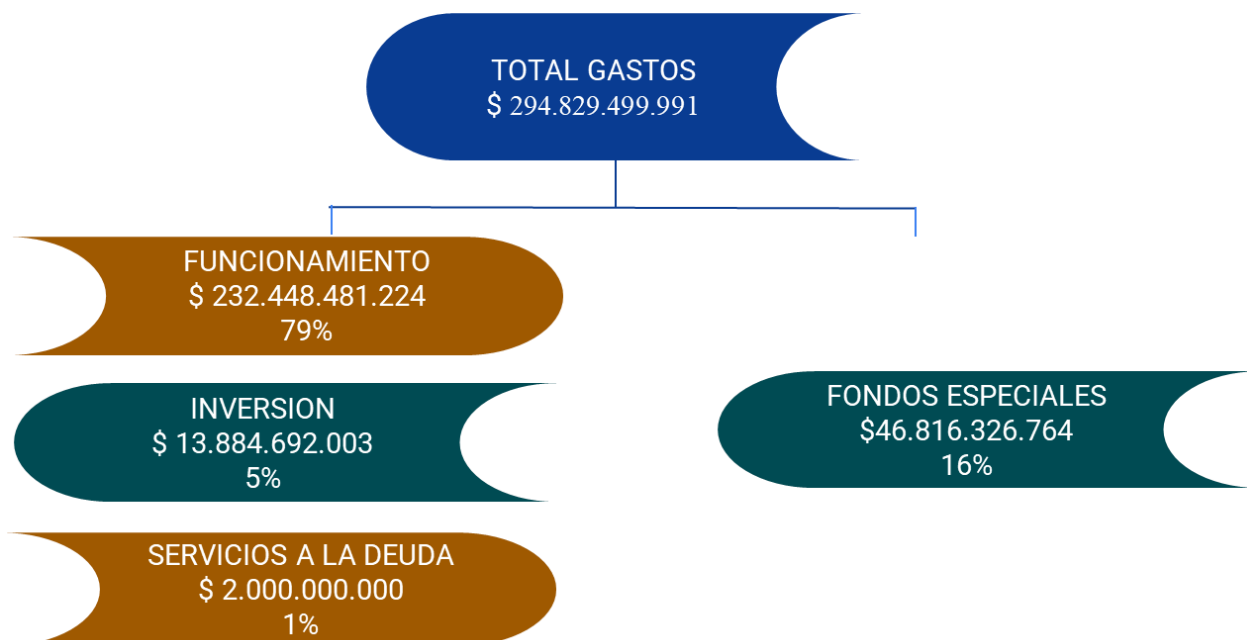 TOTAL GASTOS
$ 294.829.499.991
FUNCIONAMIENTO
$ 232.448.481.224
79%
INVERSION
$ 13.884.692.003
5%
FONDOS ESPECIALES
$46.816.326.764
16%
SERVICIOS A LA DEUDA
$ 2.000.000.000
1%